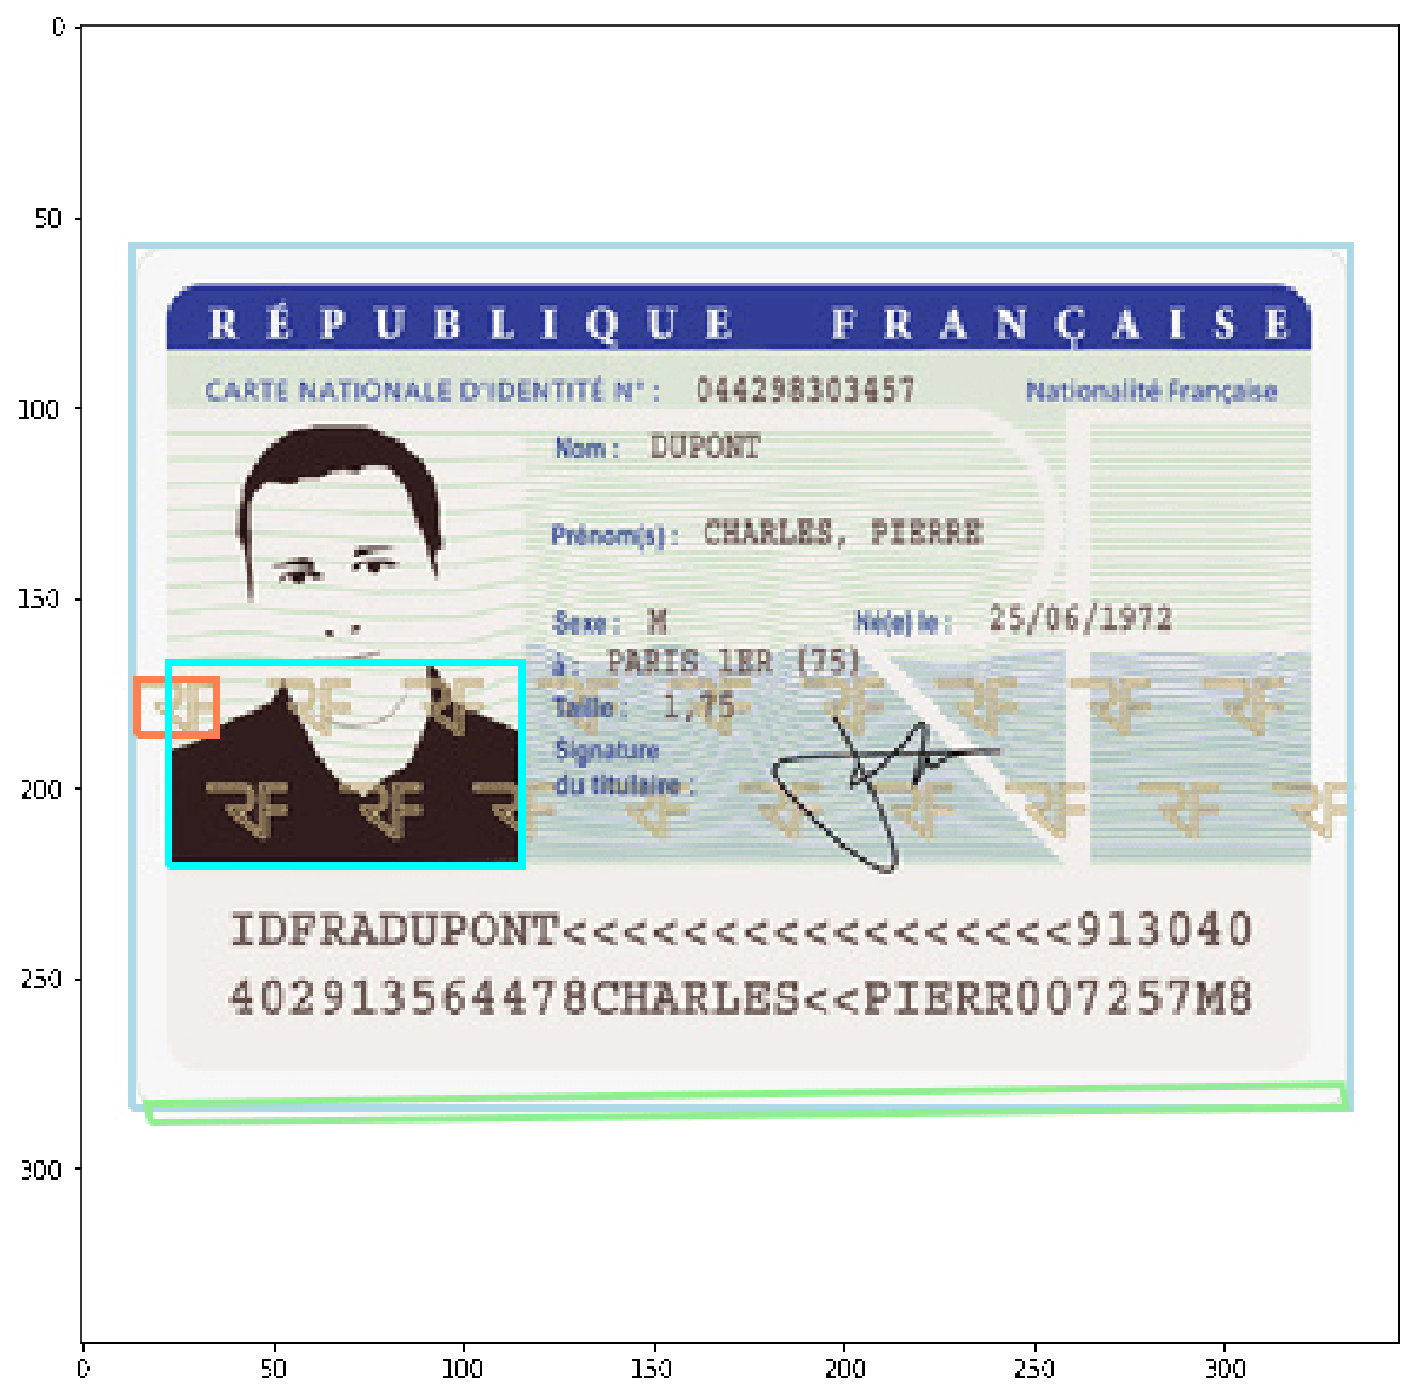 0
50
RÉPUBLIQUE FRANÇAISE
CARTE NATIONALE D'IDENTITÉ N° : 044298303457 Nationalité Française
100
Nom : DUPONT
Prénom(s) : CHARLES, PIERRE
150
Sexe : M Né(e) le : 25/06/1972
à : PARIS 1ER (75)
RF RF RF RF RF RF RF RF RF
Taille : 1,75
Signature
du titulaire :
200
RF RF RF RF RF RF RF RF RF
IDFRADUPONT<<<<<<<<<<<<<<<<<913040
250
402913564478CHARLES<<PIERR007257M8
300
0 50 100 150 200 250 300